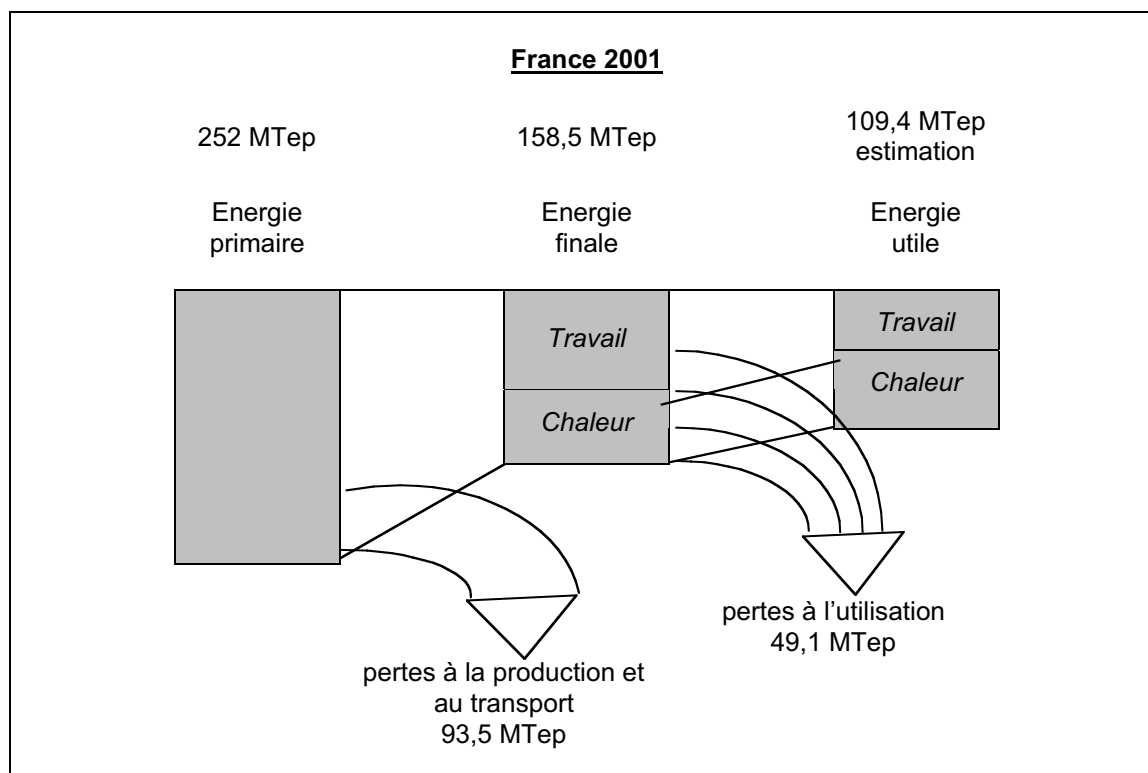 France 2001
252 MTep
158,5 MTep
109,4 MTep
estimation
Energie
primaire
Energie
finale
Energie
utile
Travail
Chaleur
Travail
Chaleur
pertes à la production et
au transport
93,5 MTep
pertes à l'utilisation
49,1 MTep